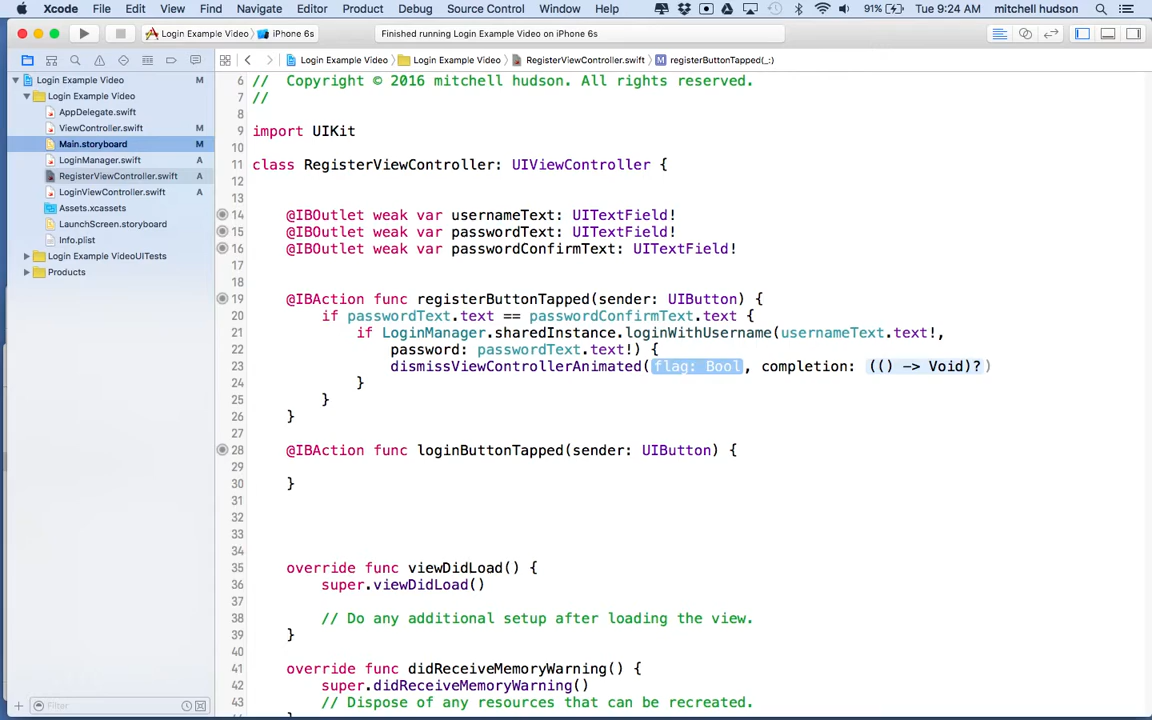 Xcode File Edit View Find Navigate Editor Product Debug Source Control Window Help 91% Tue 9:24 AM mitchell hudson
Login Example Video iPhone 6s Finished running Login Example Video on iPhone 6s
Login Example Video Login Example Video RegisterViewController.swift M registerButtonTapped(_:)
Login Example Video M
Login Example Video
AppDelegate.swift
ViewController.swift M
Main.storyboard M
LoginManager.swift A
RegisterViewController.swift A
LoginViewController.swift A
Assets.xcassets
LaunchScreen.storyboard
Info.plist
Login Example VideoUITests
Products
Filter
6 // Copyright © 2016 mitchell hudson. All rights reserved.
7 //
8
9 import UIKit
10
11 class RegisterViewController: UIViewController {
12
13
14 @IBOutlet weak var usernameText: UITextField!
15 @IBOutlet weak var passwordText: UITextField!
16 @IBOutlet weak var passwordConfirmText: UITextField!
17
18
19 @IBAction func registerButtonTapped(sender: UIButton) {
20 if passwordText.text == passwordConfirmText.text {
21 if LoginManager.sharedInstance.loginWithUsername(usernameText.text!,
22 password: passwordText.text!) {
23 dismissViewControllerAnimated(flag: Bool, completion: (() -> Void)?)
24 }
25 }
26 }
27
28 @IBAction func loginButtonTapped(sender: UIButton) {
29
30 }
31
32
33
34
35 override func viewDidLoad() {
36 super.viewDidLoad()
37
38 // Do any additional setup after loading the view.
39 }
40
41 override func didReceiveMemoryWarning() {
42 super.didReceiveMemoryWarning()
43 // Dispose of any resources that can be recreated.